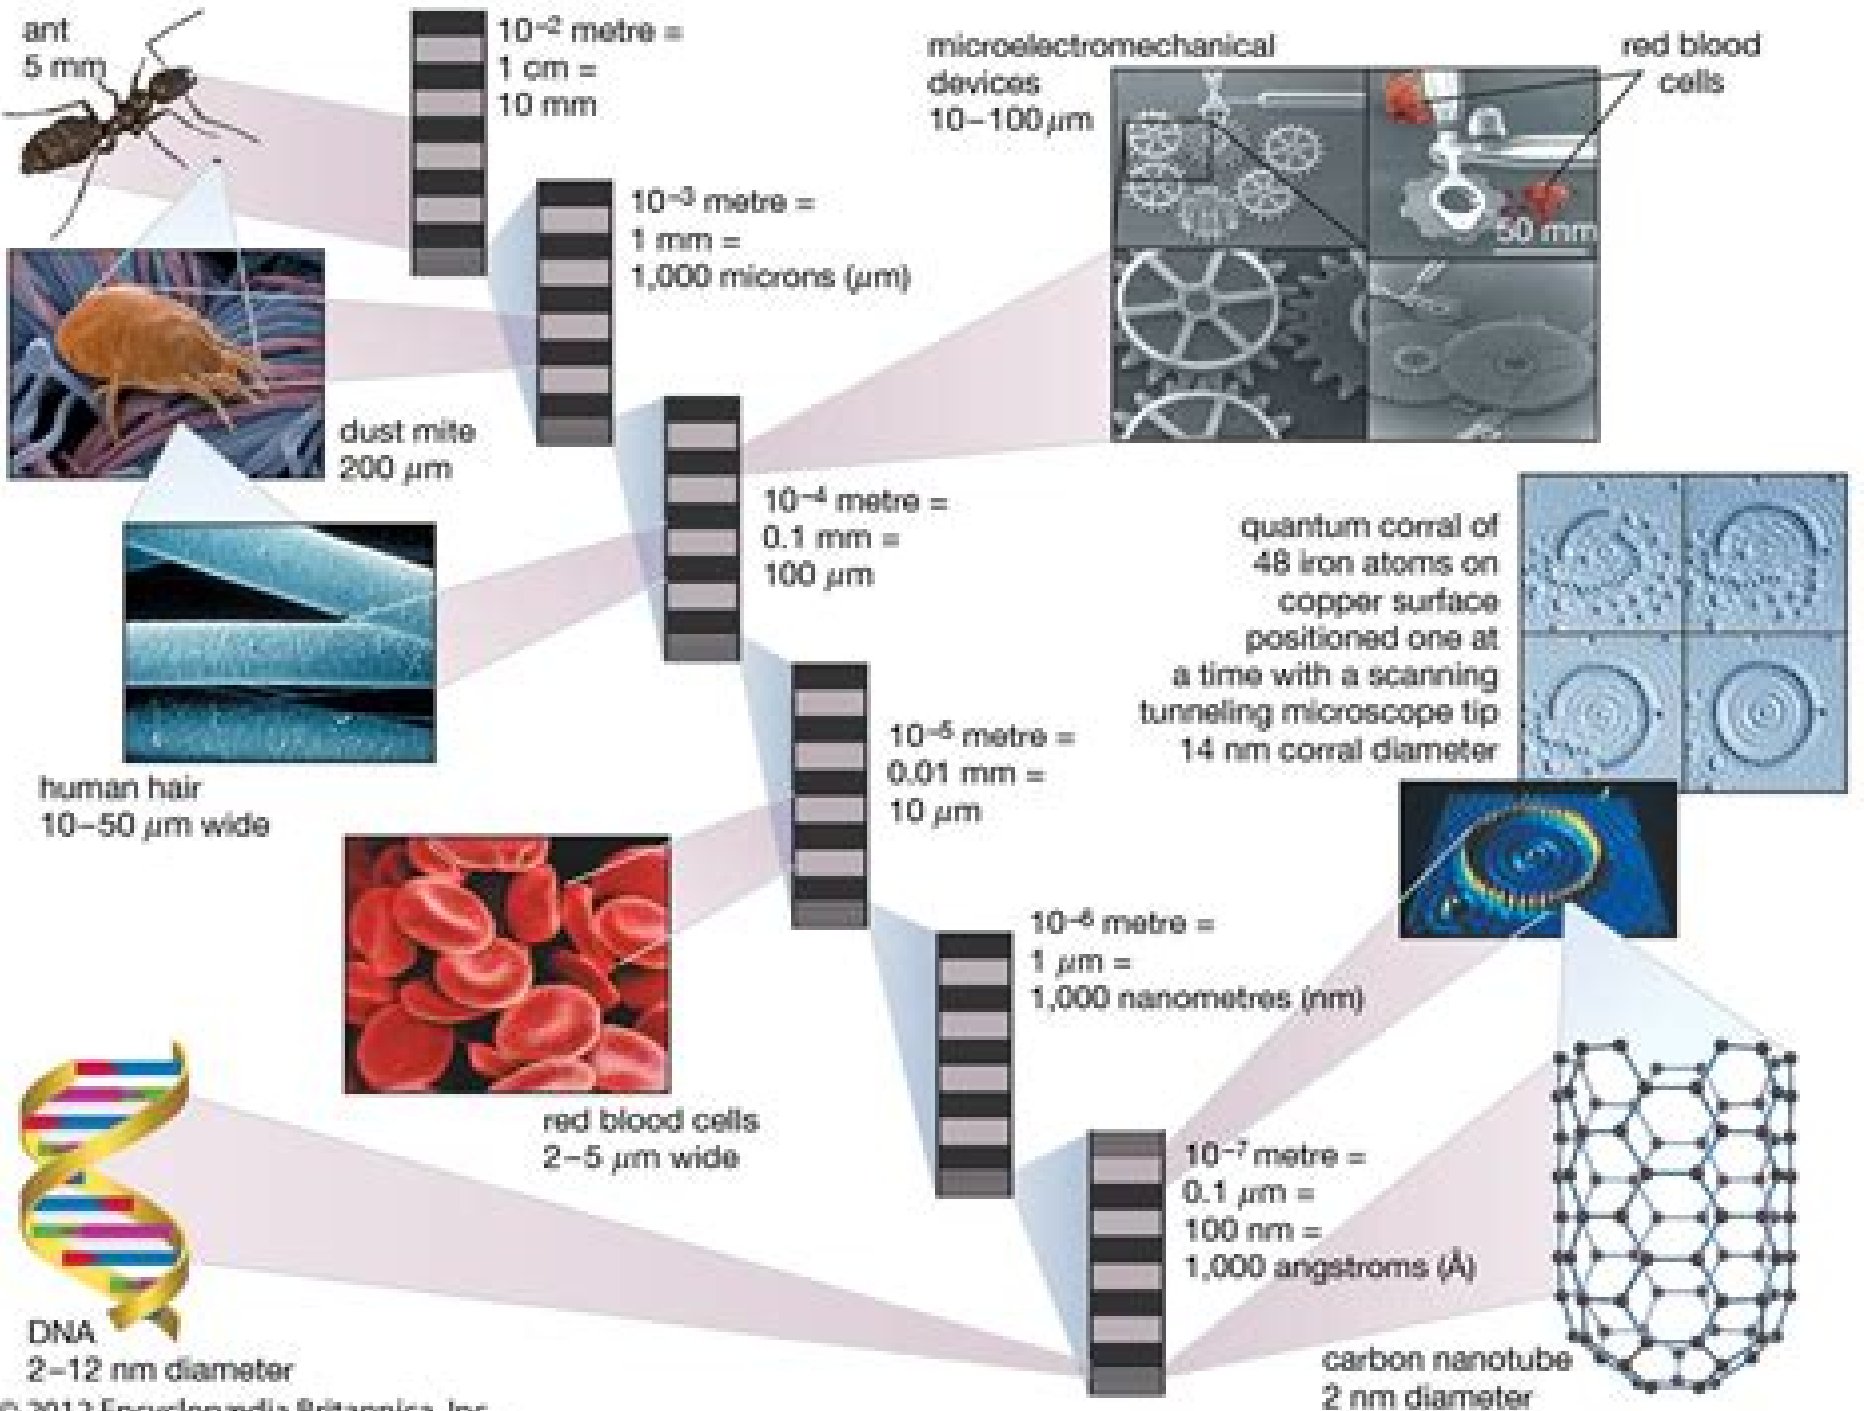 ant
5 mm
10–2 metre =
1 cm =
10 mm
microelectromechanical
devices
10–100 µm
red blood
cells
50 mm
10–3 metre =
1 mm =
1,000 microns (µm)
dust mite
200 µm
10–4 metre =
0.1 mm =
100 µm
quantum corral of
48 iron atoms on
copper surface
positioned one at
a time with a scanning
tunneling microscope tip
14 nm corral diameter
human hair
10–50 µm wide
10–5 metre =
0.01 mm =
10 µm
10–6 metre =
1 µm =
1,000 nanometres (nm)
red blood cells
2–5 µm wide
10–7 metre =
0.1 µm =
100 nm =
1,000 angstroms (Å)
DNA
2–12 nm diameter
carbon nanotube
2 nm diameter
© 2012 Encyclopædia Britannica, Inc.